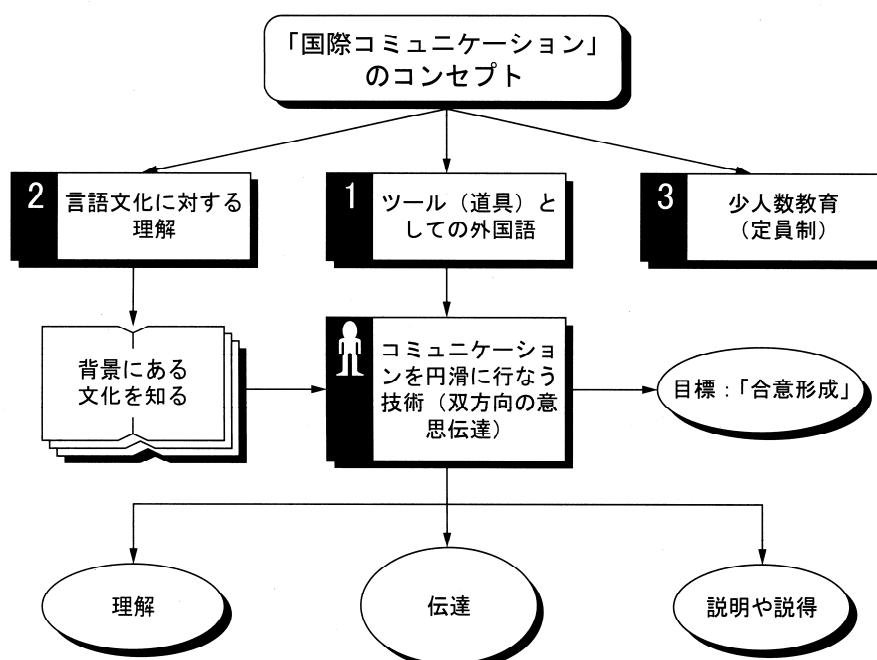 「国際コミュニケーション」
のコンセプト
2
言語文化に対する
理解
1
ツール（道具）と
しての外国語
3
少人数教育
（定員制）
背景にある
文化を知る
コミュニケーショ
ンを円滑に行なう
技術（双方向の意
思伝達）
目標：「合意形成」
理解
伝達
説明や説得